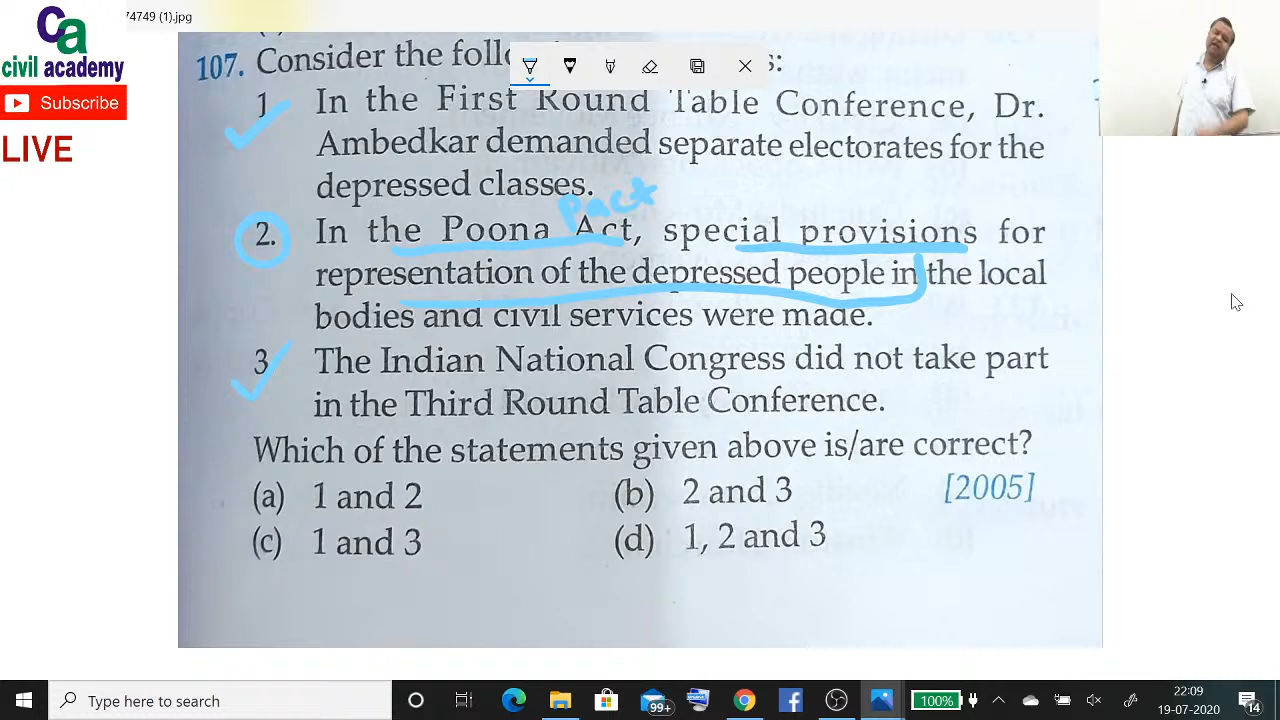 74749 (1).jpg
ca
civil academy
Subscribe
LIVE
107. Consider the follo :
1 In the First Round Table Conference, Dr.
Ambedkar demanded separate electorates for the
depressed classes.
Pact
2. In the Poona Act, special provisions for
representation of the depressed people in the local
bodies and civil services were made.
3 The Indian National Congress did not take part
in the Third Round Table Conference.
Which of the statements given above is/are correct?
(a) 1 and 2 (b) 2 and 3 [2005]
(c) 1 and 3 (d) 1, 2 and 3
Type here to search
99+
100%
22:09
19-07-2020
14